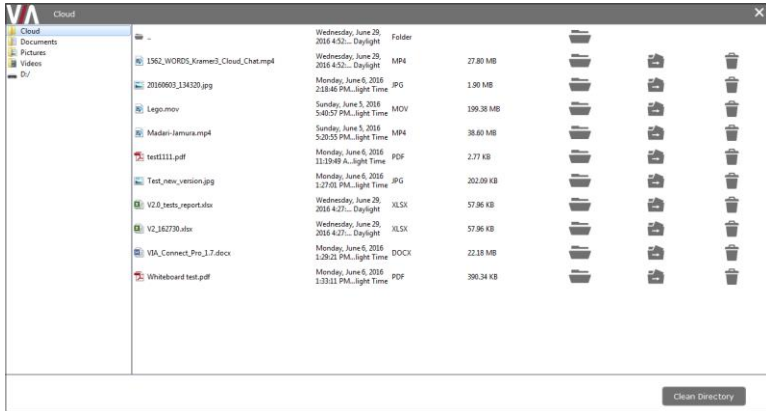 VIA Cloud
Cloud
Documents
Pictures
Videos
D:/
.. Wednesday, June 29, 2016 4:52:... Daylight Folder
1562_WORDS_Kramer3_Cloud_Chat.mp4 Wednesday, June 29, 2016 4:52:... Daylight MP4 27.80 MB
20160603_134320.jpg Monday, June 6, 2016 2:18:46 PM...light Time JPG 1.90 MB
Lego.mov Sunday, June 5, 2016 5:40:57 PM...light Time MOV 199.38 MB
Madari-Jamura.mp4 Sunday, June 5, 2016 5:20:55 PM...light Time MP4 38.60 MB
test1111.pdf Monday, June 6, 2016 11:19:49 A...light Time PDF 2.77 KB
Test_new_version.jpg Monday, June 6, 2016 1:27:01 PM...light Time JPG 202.09 KB
V2.0_tests_report.xlsx Wednesday, June 29, 2016 4:27:... Daylight XLSX 57.96 KB
V2_162730.xlsx Wednesday, June 29, 2016 4:27:... Daylight XLSX 57.96 KB
VIA_Connect_Pro_1.7.docx Monday, June 6, 2016 1:29:21 PM...light Time DOCX 22.18 MB
Whiteboard test.pdf Monday, June 6, 2016 1:33:11 PM...light Time PDF 390.34 KB
Clean Directory